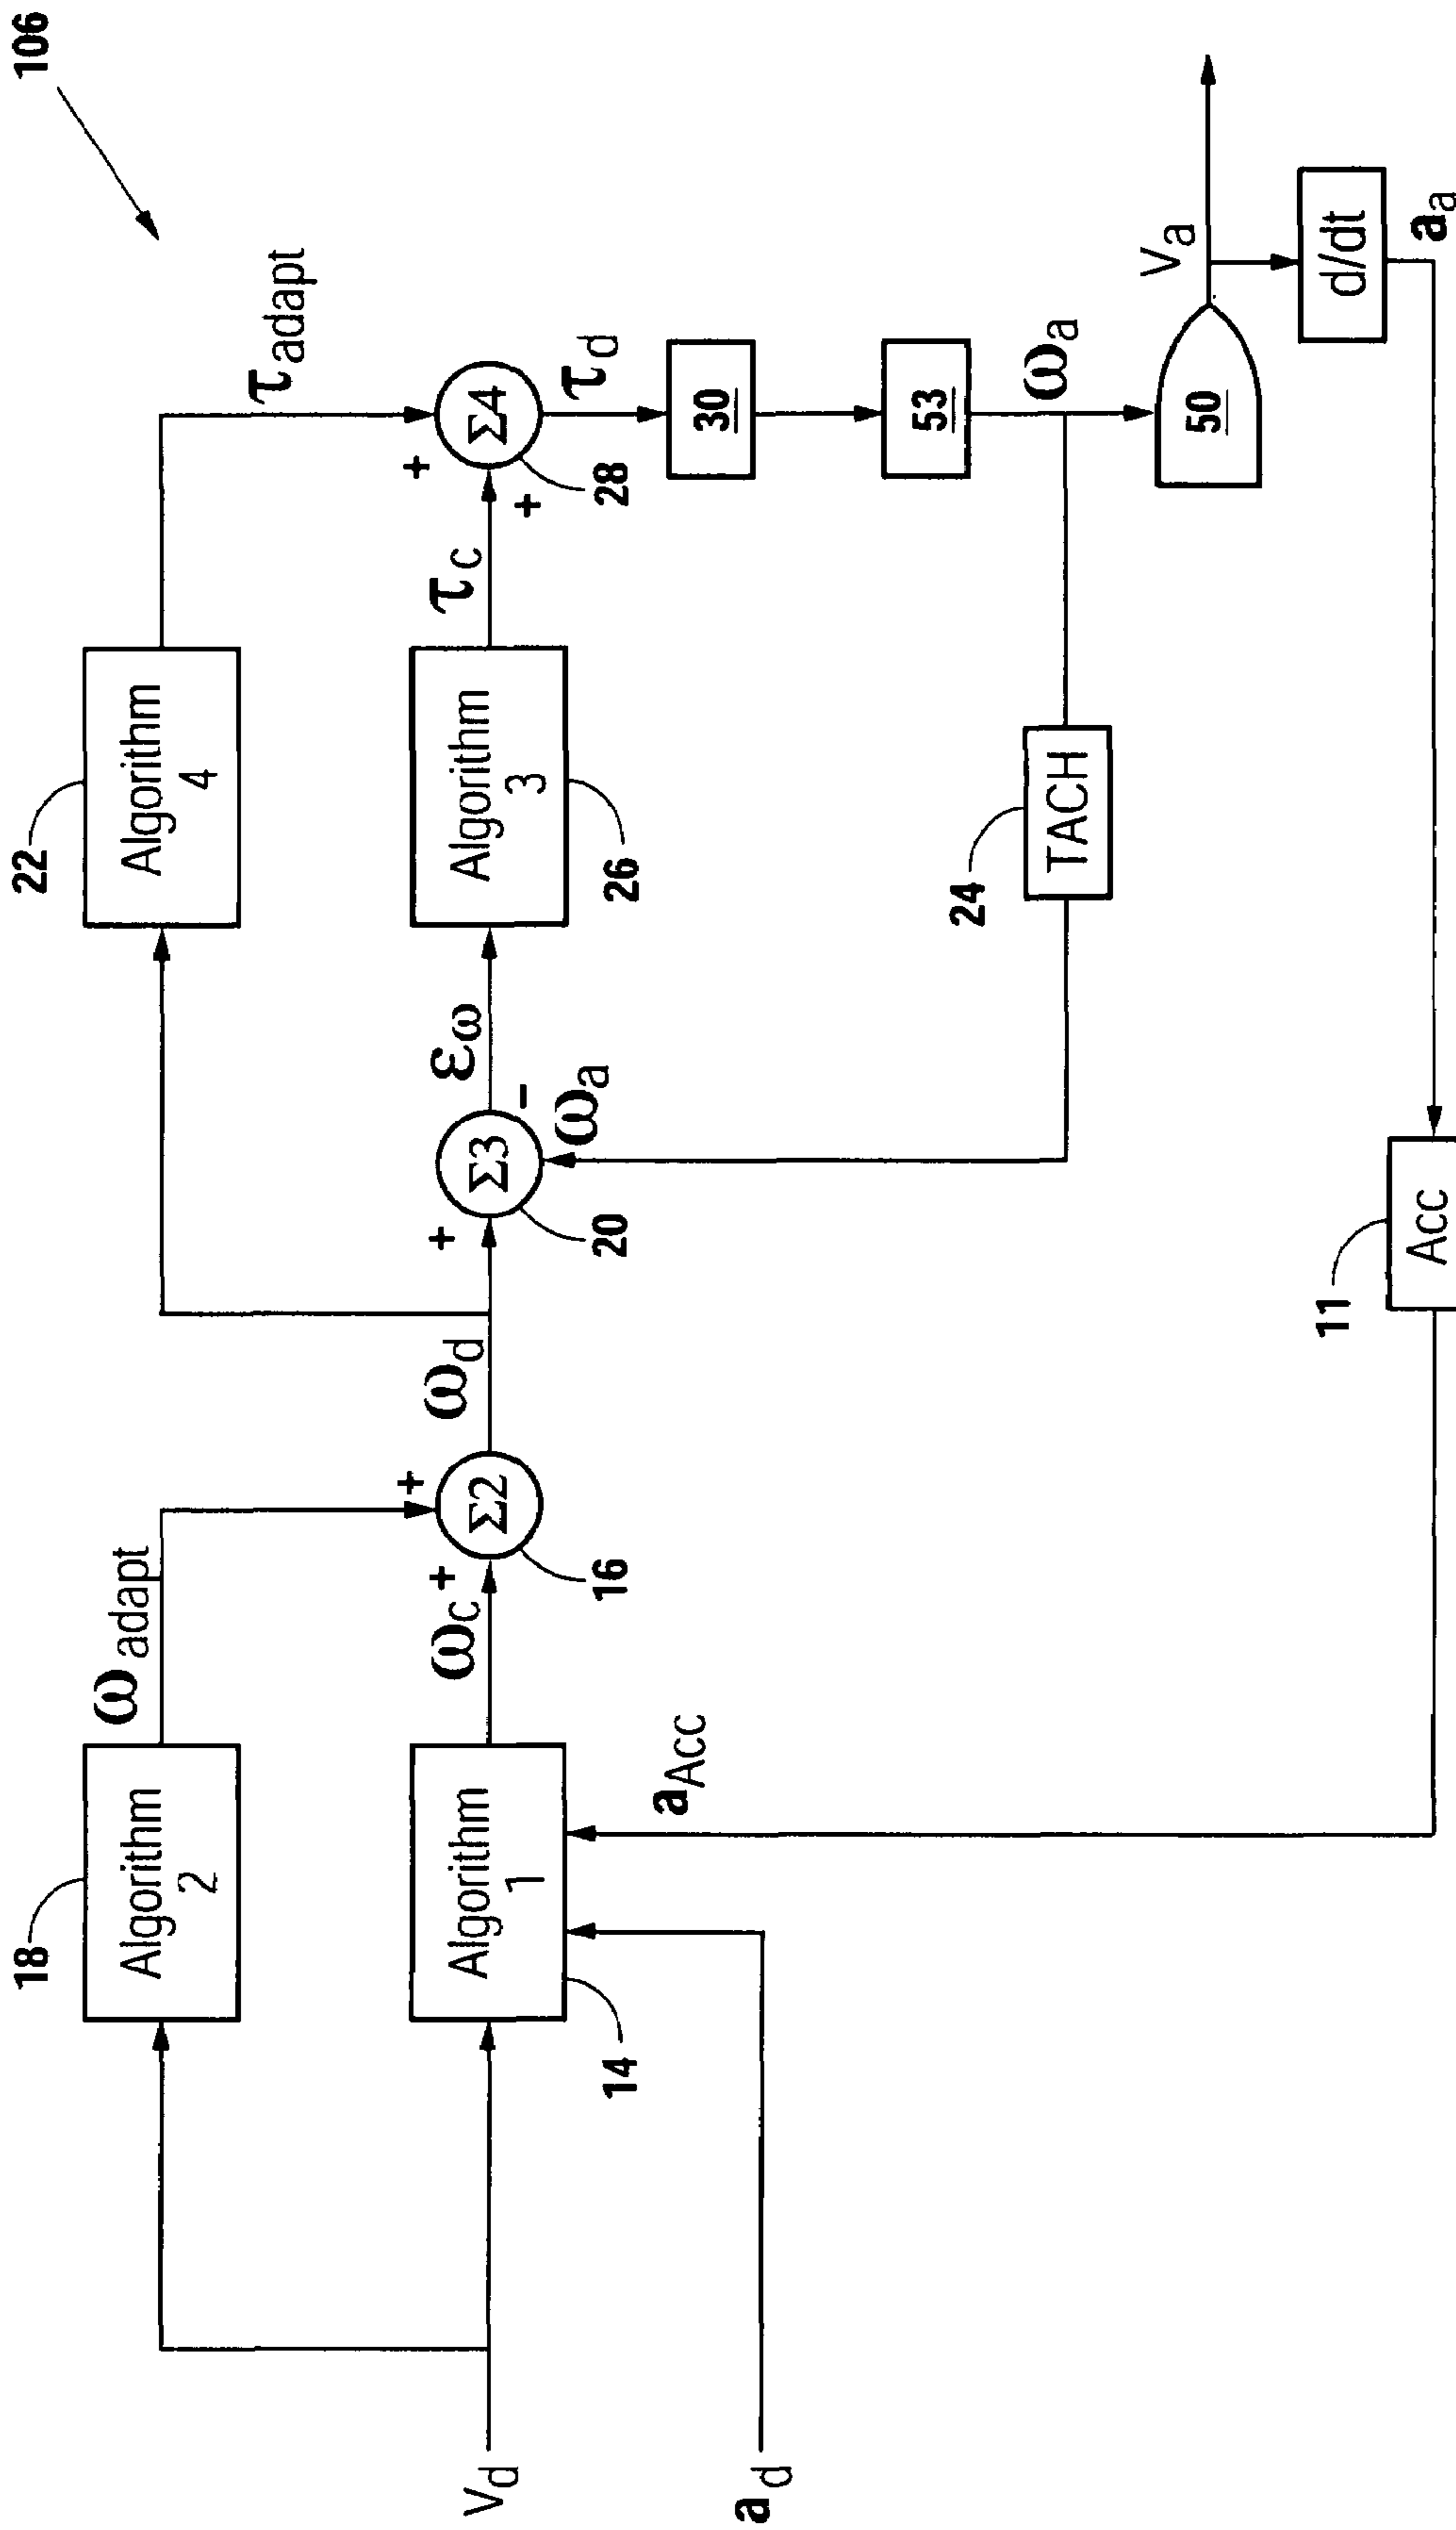 106
22
Algorithm
4
τadapt
18
Algorithm
2
ωadapt
+
+
Vd
Algorithm
1
14
ωc
+
Σ2
16
ωd
+
Σ3
20
-
εω
Algorithm
3
26
τc
+
Σ4
28
τd
30
53
ωa
ωa
24
TACH
50
Va
d/dt
aa
ad
aAcc
11
Acc